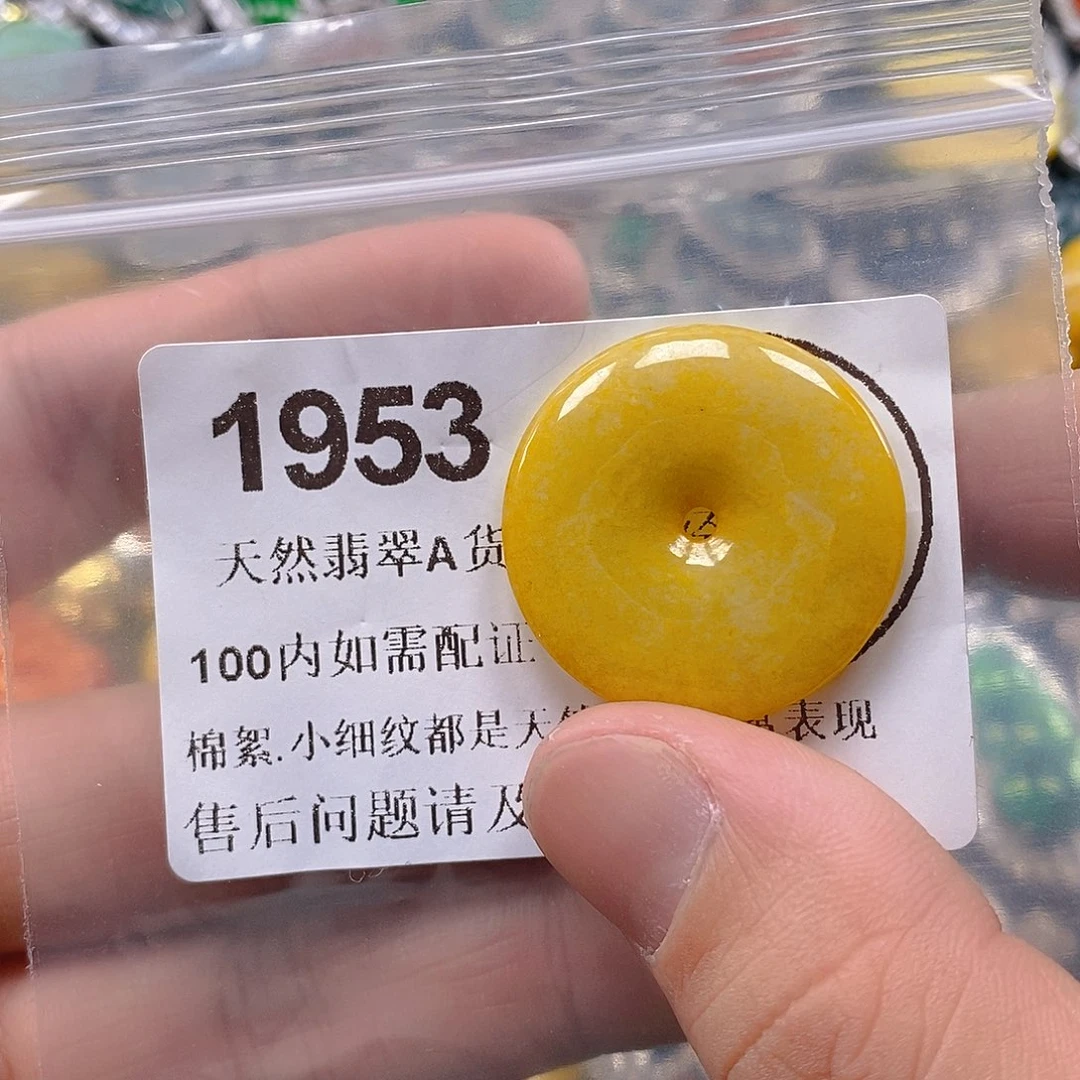 1953
天然翡翠A货
100内如需配证
棉絮.小细纹都是天 表现
售后问题请及